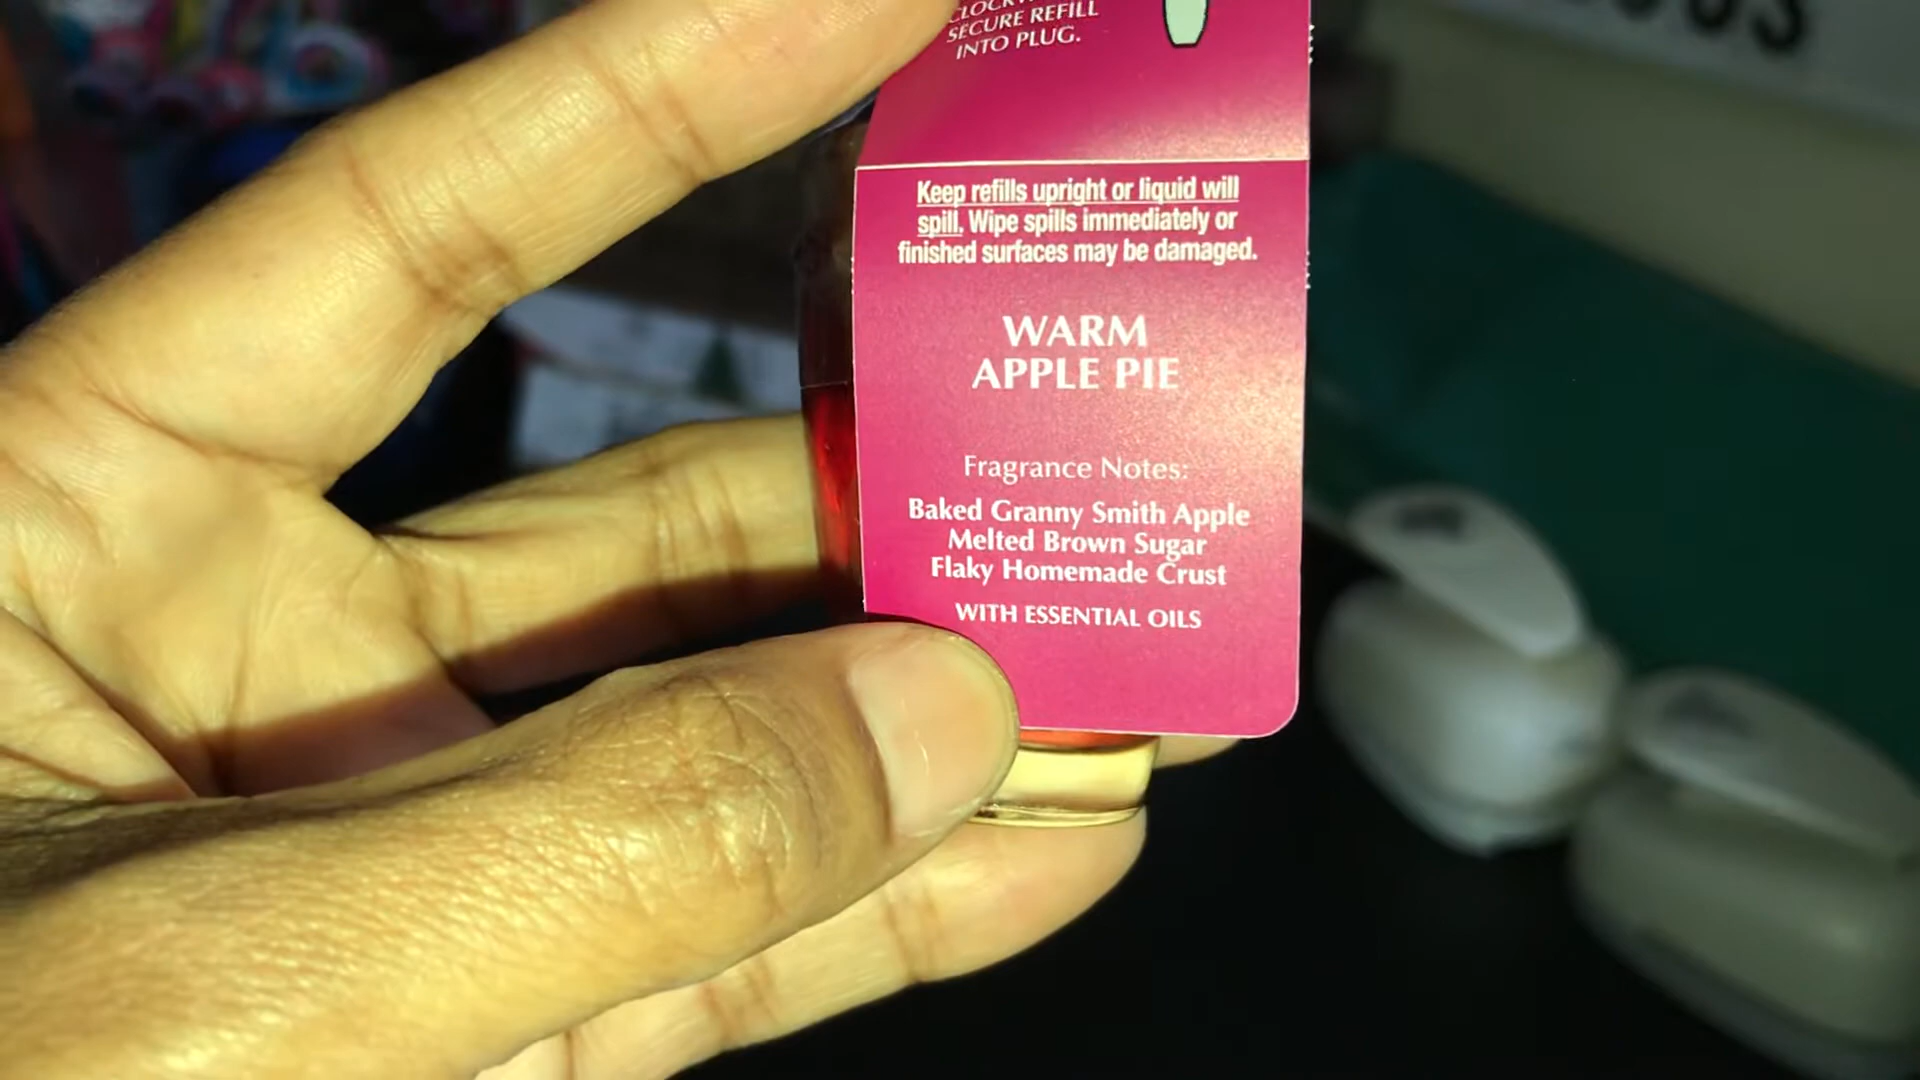 SECURE REFILL
INTO PLUG.
Keep refills upright or liquid will
spill. Wipe spills immediately or
finished surfaces may be damaged.
WARM
APPLE PIE
Fragrance Notes:
Baked Granny Smith Apple
Melted Brown Sugar
Flaky Homemade Crust
WITH ESSENTIAL OILS